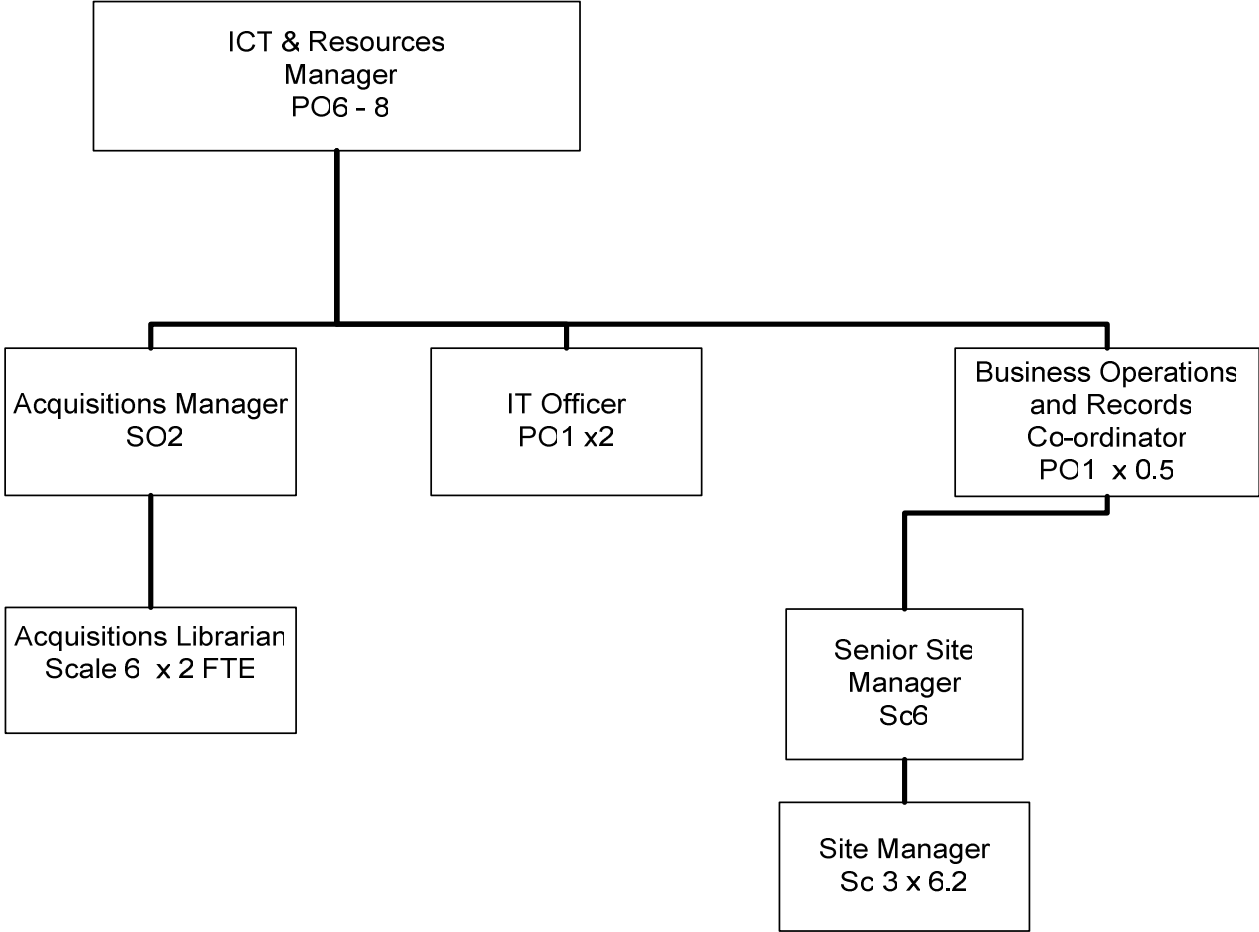 ICT & Resources
Manager
PO6 - 8
Acquisitions Manager
SO2
IT Officer
PO1 x2
Business Operations
and Records
Co-ordinator
PO1 x 0.5
Acquisitions Librarian
Scale 6 x 2 FTE
Senior Site
Manager
Sc6
Site Manager
Sc 3 x 6.2